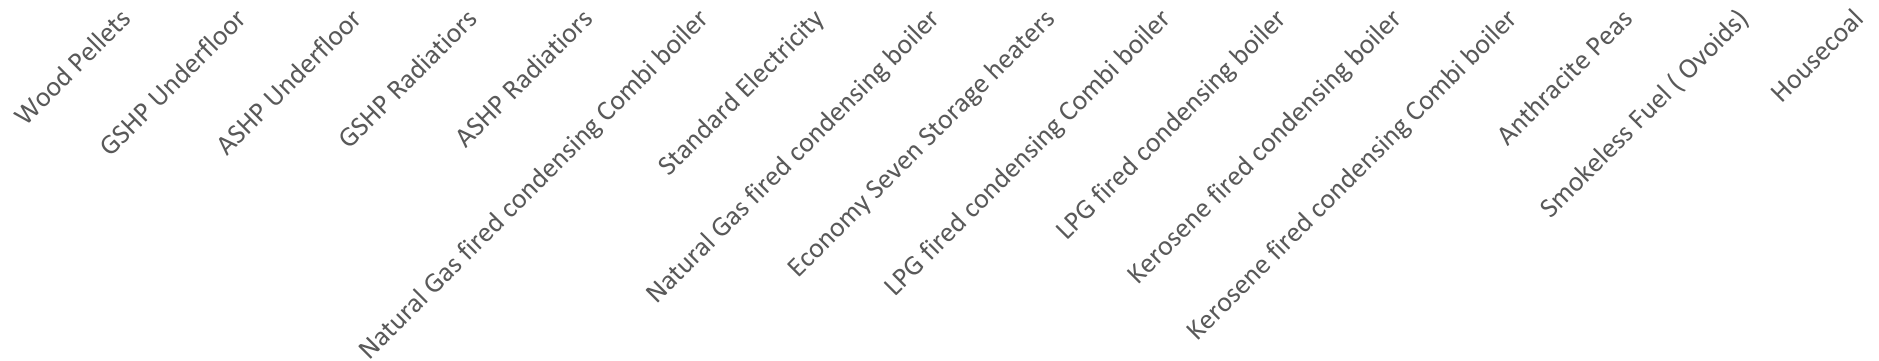 Wood Pellets
GSHP Underfloor
ASHP Underfloor
GSHP Radiatiors
ASHP Radiatiors
Natural Gas fired condensing Combi boiler
Standard Electricity
Natural Gas fired condensing boiler
Economy Seven Storage heaters
LPG fired condensing Combi boiler
LPG fired condensing boiler
Kerosene fired condensing boiler
Kerosene fired condensing Combi boiler
Anthracite Peas
Smokeless Fuel ( Ovoids)
Housecoal